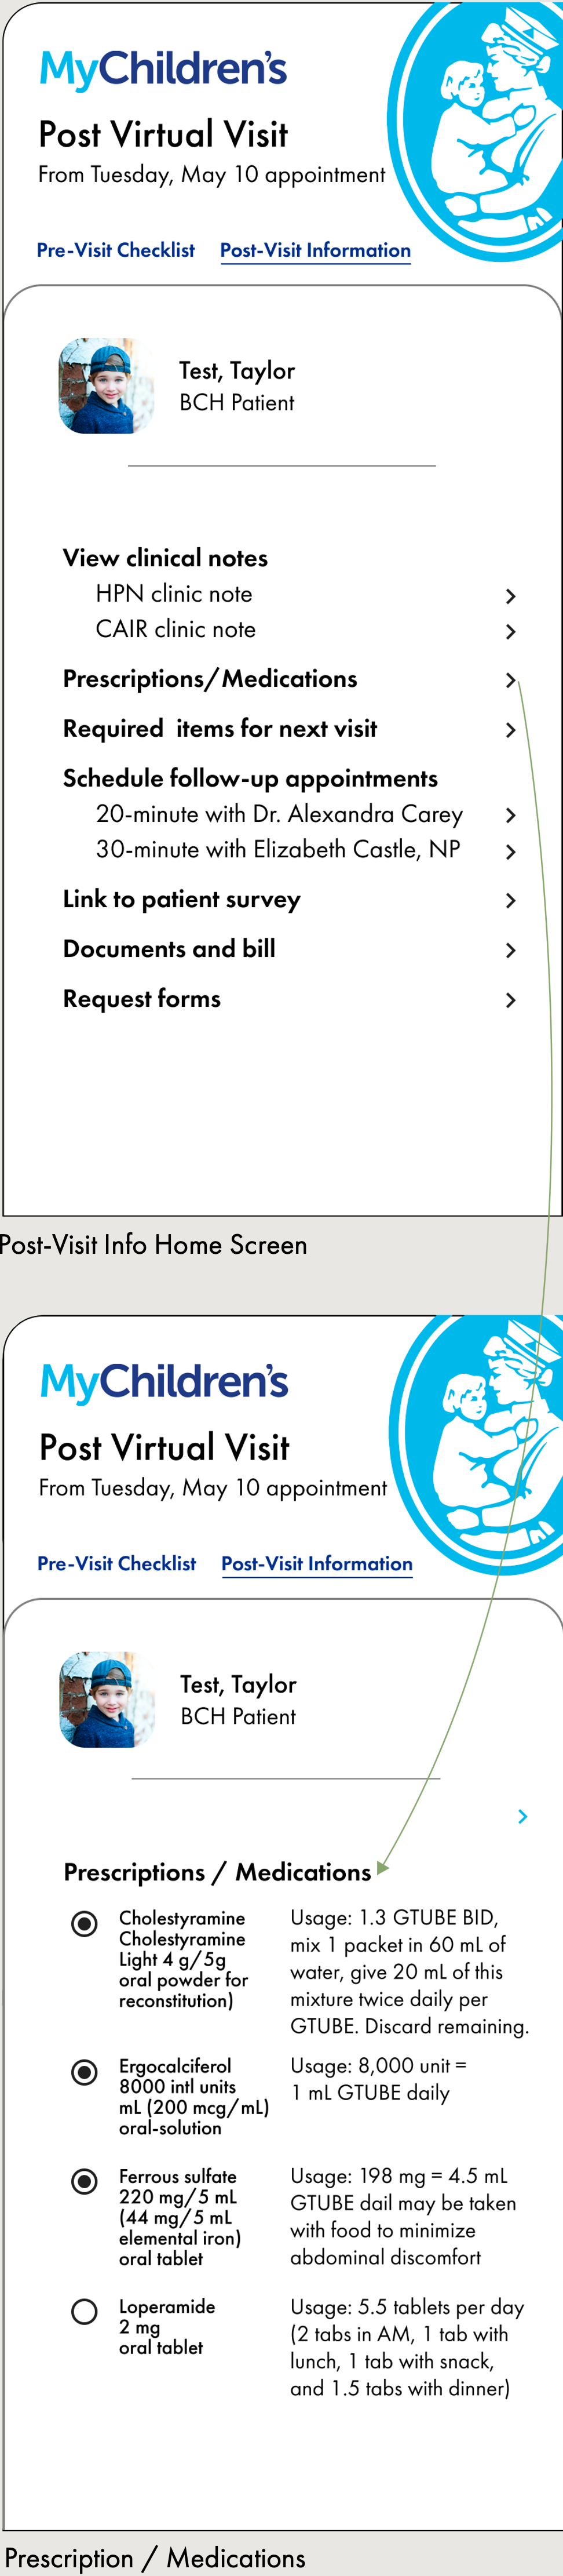 MyChildren's
Post Virtual Visit
From Tuesday, May 10 appointment
Pre-Visit Checklist Post-Visit Information
Test, Taylor
BCH Patient
View clinical notes
HPN clinic note
CAIR clinic note
Prescriptions/Medications
Required items for next visit
Schedule follow-up appointments
20-minute with Dr. Alexandra Carey
30-minute with Elizabeth Castle, NP
Link to patient survey
Documents and bill
Request forms
Post-Visit Info Home Screen
MyChildren's
Post Virtual Visit
From Tuesday, May 10 appointment
Pre-Visit Checklist Post-Visit Information
Test, Taylor
BCH Patient
Prescriptions / Medications
Cholestyramine
Cholestyramine
Light 4 g/5g
oral powder for
reconstitution)
Usage: 1.3 GTUBE BID,
mix 1 packet in 60 mL of
water, give 20 mL of this
mixture twice daily per
GTUBE. Discard remaining.
Ergocalciferol
8000 intl units
mL (200 mcg/mL)
oral-solution
Usage: 8,000 unit =
1 mL GTUBE daily
Ferrous sulfate
220 mg/5 mL
(44 mg/5 mL
elemental iron)
oral tablet
Usage: 198 mg = 4.5 mL
GTUBE dail may be taken
with food to minimize
abdominal discomfort
Loperamide
2 mg
oral tablet
Usage: 5.5 tablets per day
(2 tabs in AM, 1 tab with
lunch, 1 tab with snack,
and 1.5 tabs with dinner)
Prescription / Medications